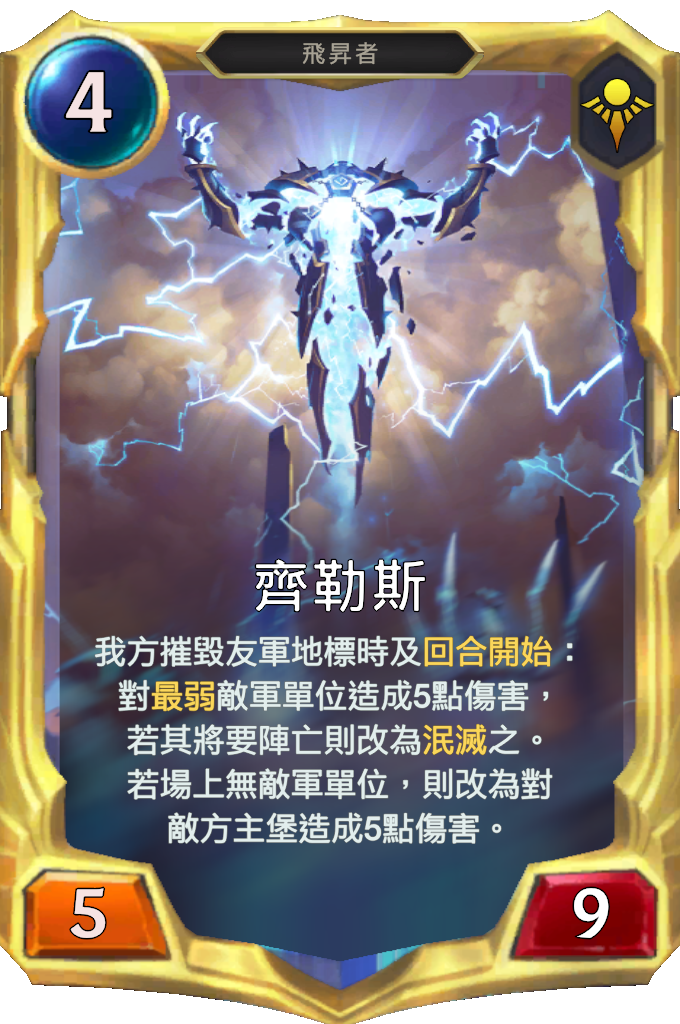 飛昇者
4
齊勒斯
我方摧毀友軍地標時及回合開始：
對最弱敵軍單位造成5點傷害，
若其將要陣亡則改為泯滅之。
若場上無敵軍單位，則改為對
敵方主堡造成5點傷害。
5
9